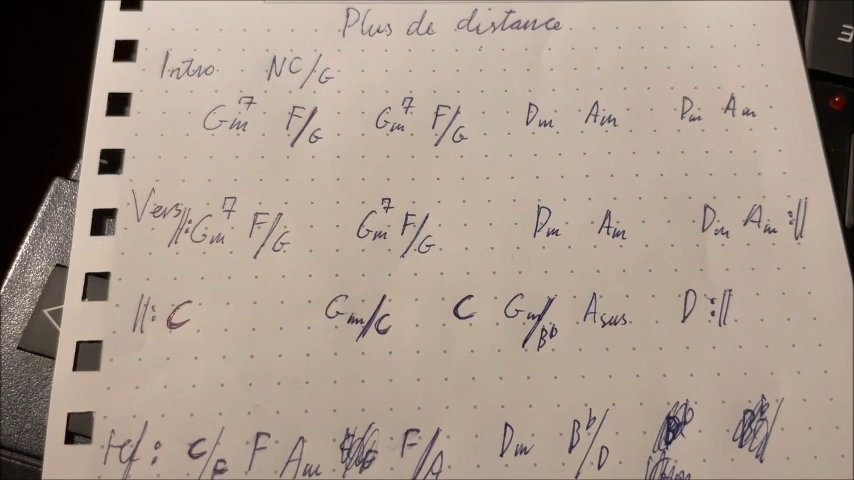 Plus de distance
Intro NC/G
Gm7 F/G Gm7 F/G Dm Am Dm Am
Vers ||: Gm7 F/G Gm7 F/G Dm Am Dm Am :||
||: C Gm/C C Gm/Bb Asus D :||
ref: C/F F Am F/A Dm Bb/D